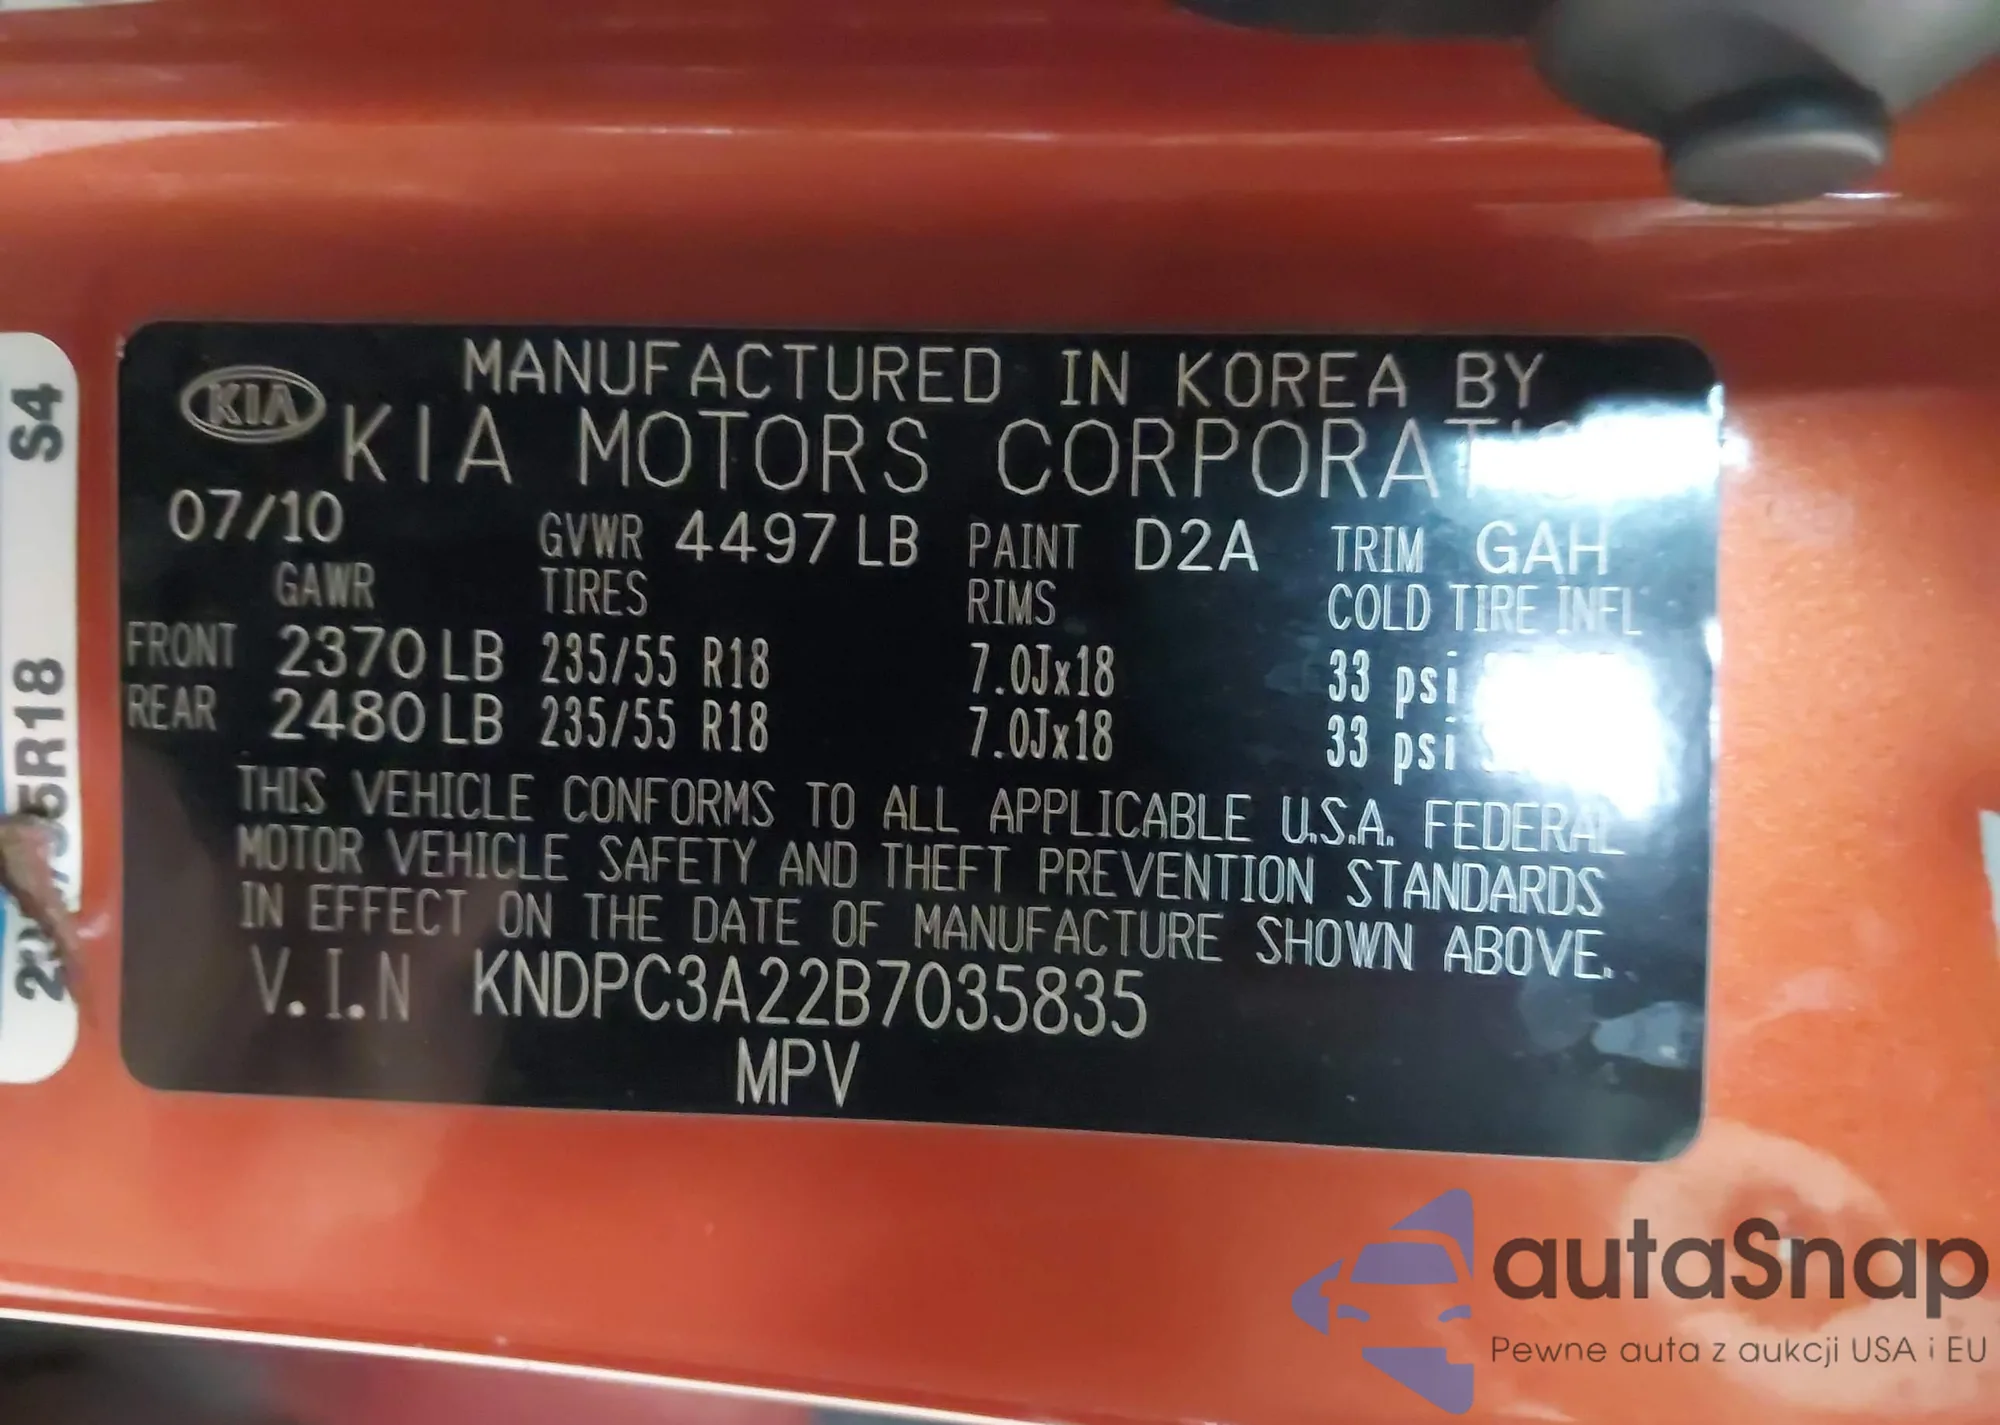 MANUFACTURED IN KOREA BY
KIA KIA MOTORS
07/10 GVWR 4497 LB PAINT D2A TRIM GAH
GAWR TIRES RIMS COLD TIRE INFL
FRONT 2370 LB 235/55 R18 7.0Jx18 33 psi
REAR 2480 LB 235/55 R18 7.0Jx18 33 psi
THIS VEHICLE CONFORMS TO ALL APPLICABLE U.S.A. FEDERAL
MOTOR VEHICLE SAFETY AND THEFT PREVENTION STANDARDS
IN EFFECT ON THE DATE OF MANUFACTURE SHOWN ABOVE.
V.I.N KNDPC3A22B7035835
MPV
S4
autaSnap
Pewne auta z aukcji USA i EU